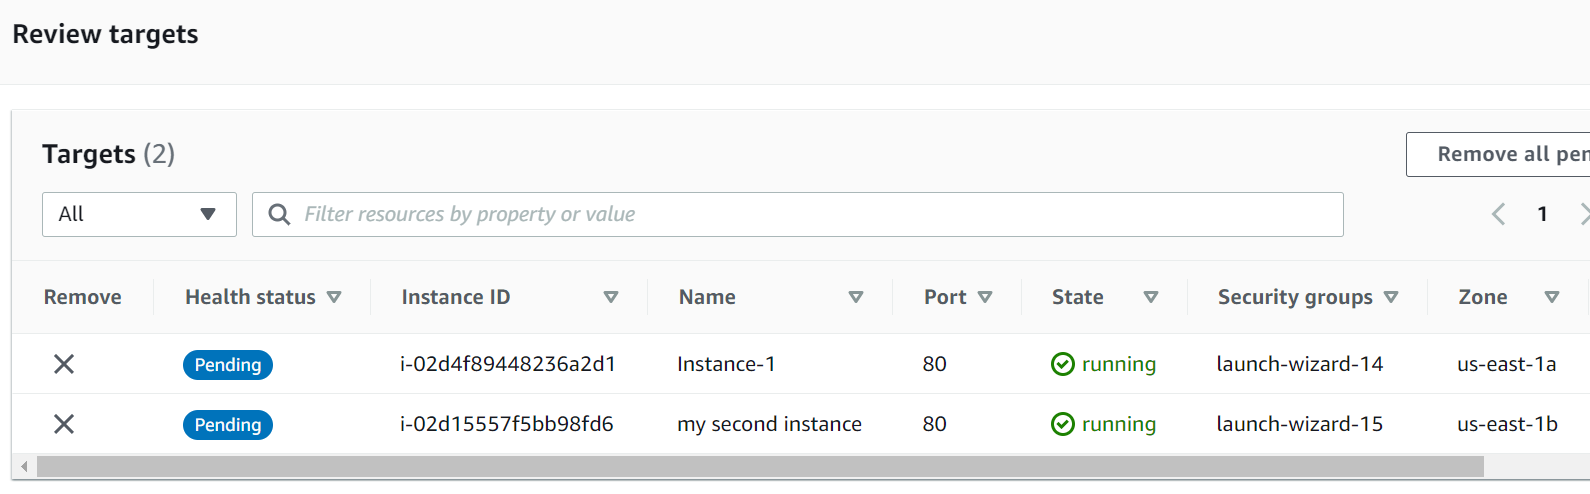 Review targets
Targets (2)
Remove all pen
All
Filter resources by property or value
1
Remove Health status Instance ID Name Port State Security groups Zone
Pending i-02d4f89448236a2d1 Instance-1 80 running launch-wizard-14 us-east-1a
Pending i-02d15557f5bb98fd6 my second instance 80 running launch-wizard-15 us-east-1b